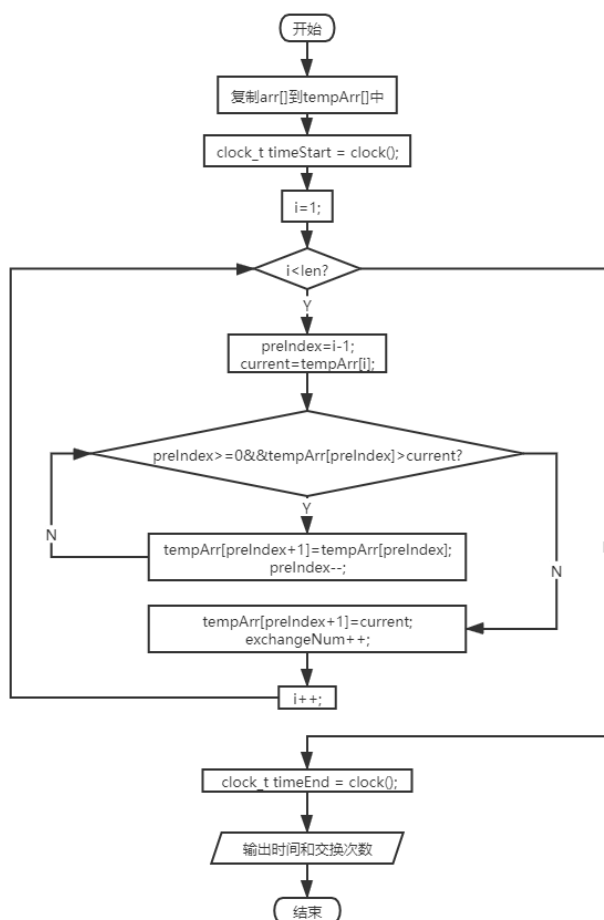 开始
复制arr[]到tempArr[]中
clock_t timeStart = clock();
i=1;
i<len?
Y
preIndex=i-1;
current=tempArr[i];
preIndex>=0&&tempArr[preIndex]>current?
Y
N
tempArr[preIndex+1]=tempArr[preIndex];
preIndex--;
N
tempArr[preIndex+1]=current;
exchangeNum++;
i++;
clock_t timeEnd = clock();
输出时间和交换次数
结束